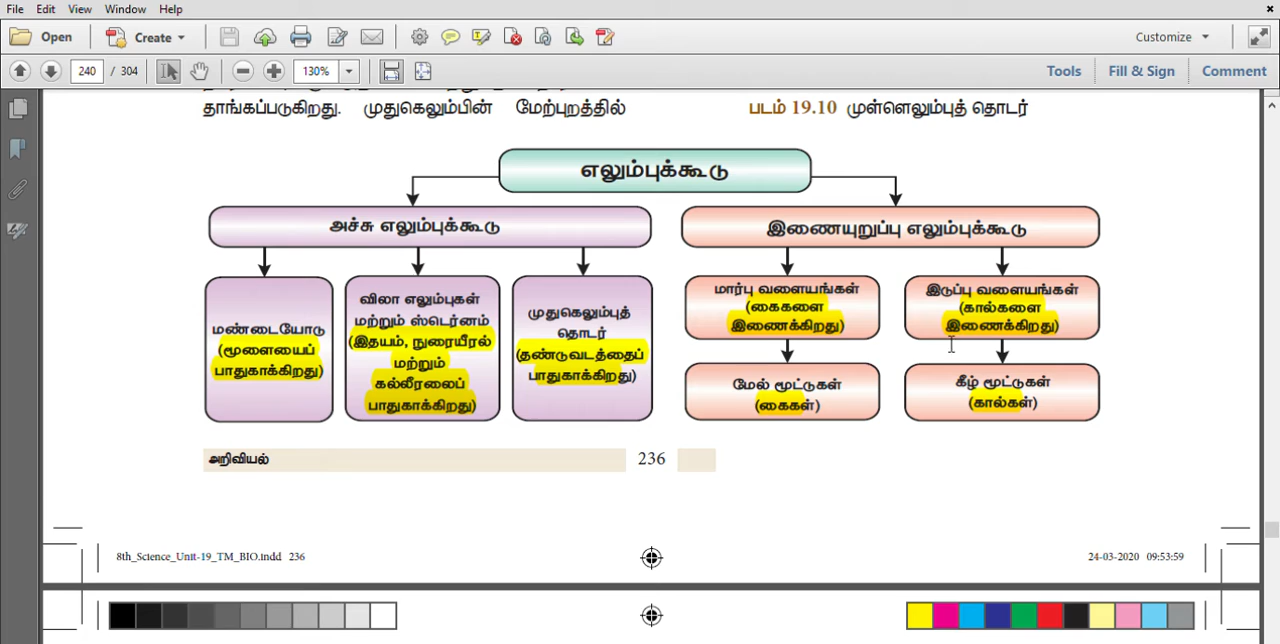 File Edit View Window Help
Open Create Customize
240 / 304 130% Tools Fill & Sign Comment
தாங்கப்படுகிறது. முதுகெலும்பின் மேற்புறத்தில்
படம் 19.10 முள்ளெலும்புத் தொடர்
எலும்புக்கூடு
அச்சு எலும்புக்கூடு
இணையுறுப்பு எலும்புக்கூடு
மண்டையோடு
(மூளையைப்
பாதுகாக்கிறது)
விலா எலும்புகள்
மற்றும் ஸ்டெர்னம்
(இதயம், நுரையீரல்
மற்றும்
கல்லீரலைப்
பாதுகாக்கிறது)
முதுகெலும்புத்
தொடர்
(தண்டுவடத்தைப்
பாதுகாக்கிறது)
மார்பு வளையங்கள்
(கைகளை
இணைக்கிறது)
இடுப்பு வளையங்கள்
(கால்களை
இணைக்கிறது)
மேல் மூட்டுகள்
(கைகள்)
கீழ் மூட்டுகள்
(கால்கள்)
அறிவியல் 236
8th_Science_Unit-19_TM_BIO.indd 236 24-03-2020 09:53:59